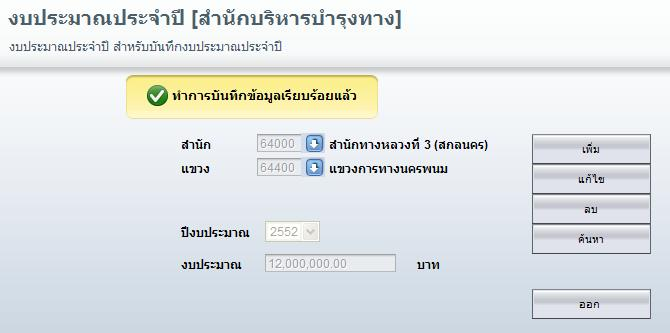 งบประมาณประจำปี [สำนักบริหารบำรุงทาง]
งบประมาณประจำปี สำหรับบันทึกงบประมาณประจำปี
ทำการบันทึกข้อมูลเรียบร้อยแล้ว
สำนัก 64000 สำนักทางหลวงที่ 3 (สกลนคร)
แขวง 64400 แขวงการทางนครพนม
ปีงบประมาณ 2552
งบประมาณ 12,000,000.00 บาท
เพิ่ม
แก้ไข
ลบ
ค้นหา
ออก